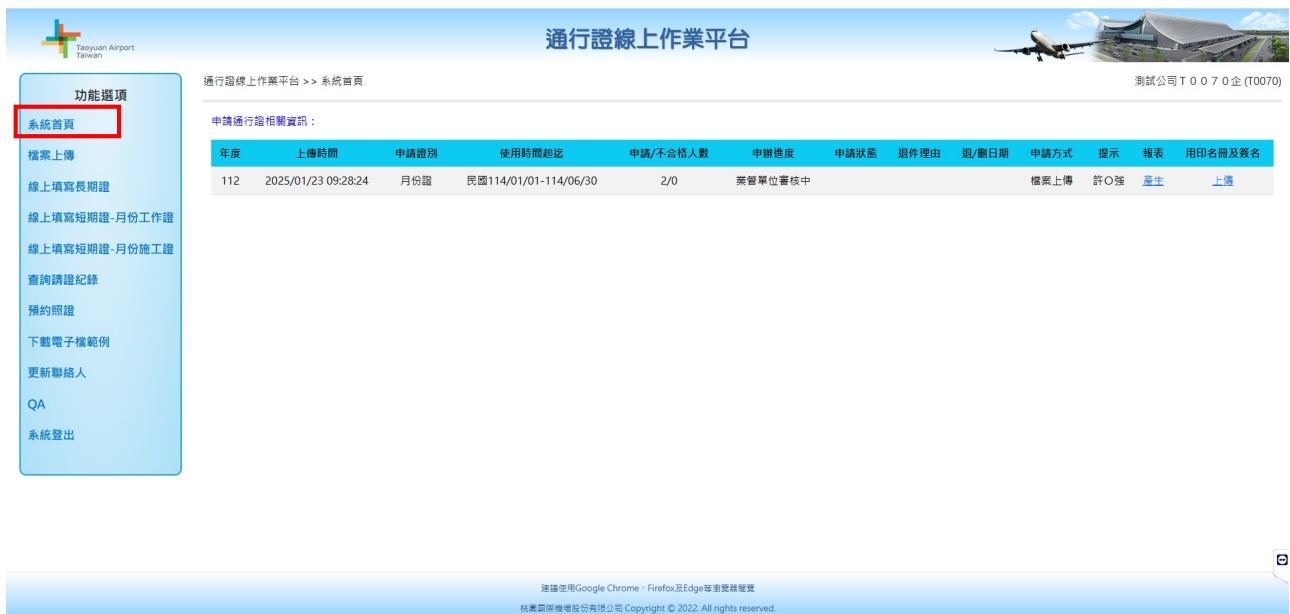 Taoyuan Airport
Taiwan
通行證線上作業平台
功能選項
系統首頁
檔案上傳
線上填寫長期證
線上填寫短期證-月份工作證
線上填寫短期證-月份施工證
查詢請證紀錄
預約照證
下載電子檔範例
更新聯絡人
QA
系統登出
通行證線上作業平台 >> 系統首頁
測試公司T0070企 (T0070)
申請通行證相關資訊：
年度 上傳時間 申請證別 使用時間起迄 申請/不合格人數 申辦進度 申請狀態 退件理由 退/刪日期 申請方式 提示 報表 用印名冊及簽名
112 2025/01/23 09:28:24 月份證 民國114/01/01-114/06/30 2/0 業管單位審核中 檔案上傳 許O強 產生 上傳
建議使用Google Chrome、Firefox及Edge等瀏覽器閱覽
桃園國際機場股份有限公司 Copyright © 2022. All rights reserved.